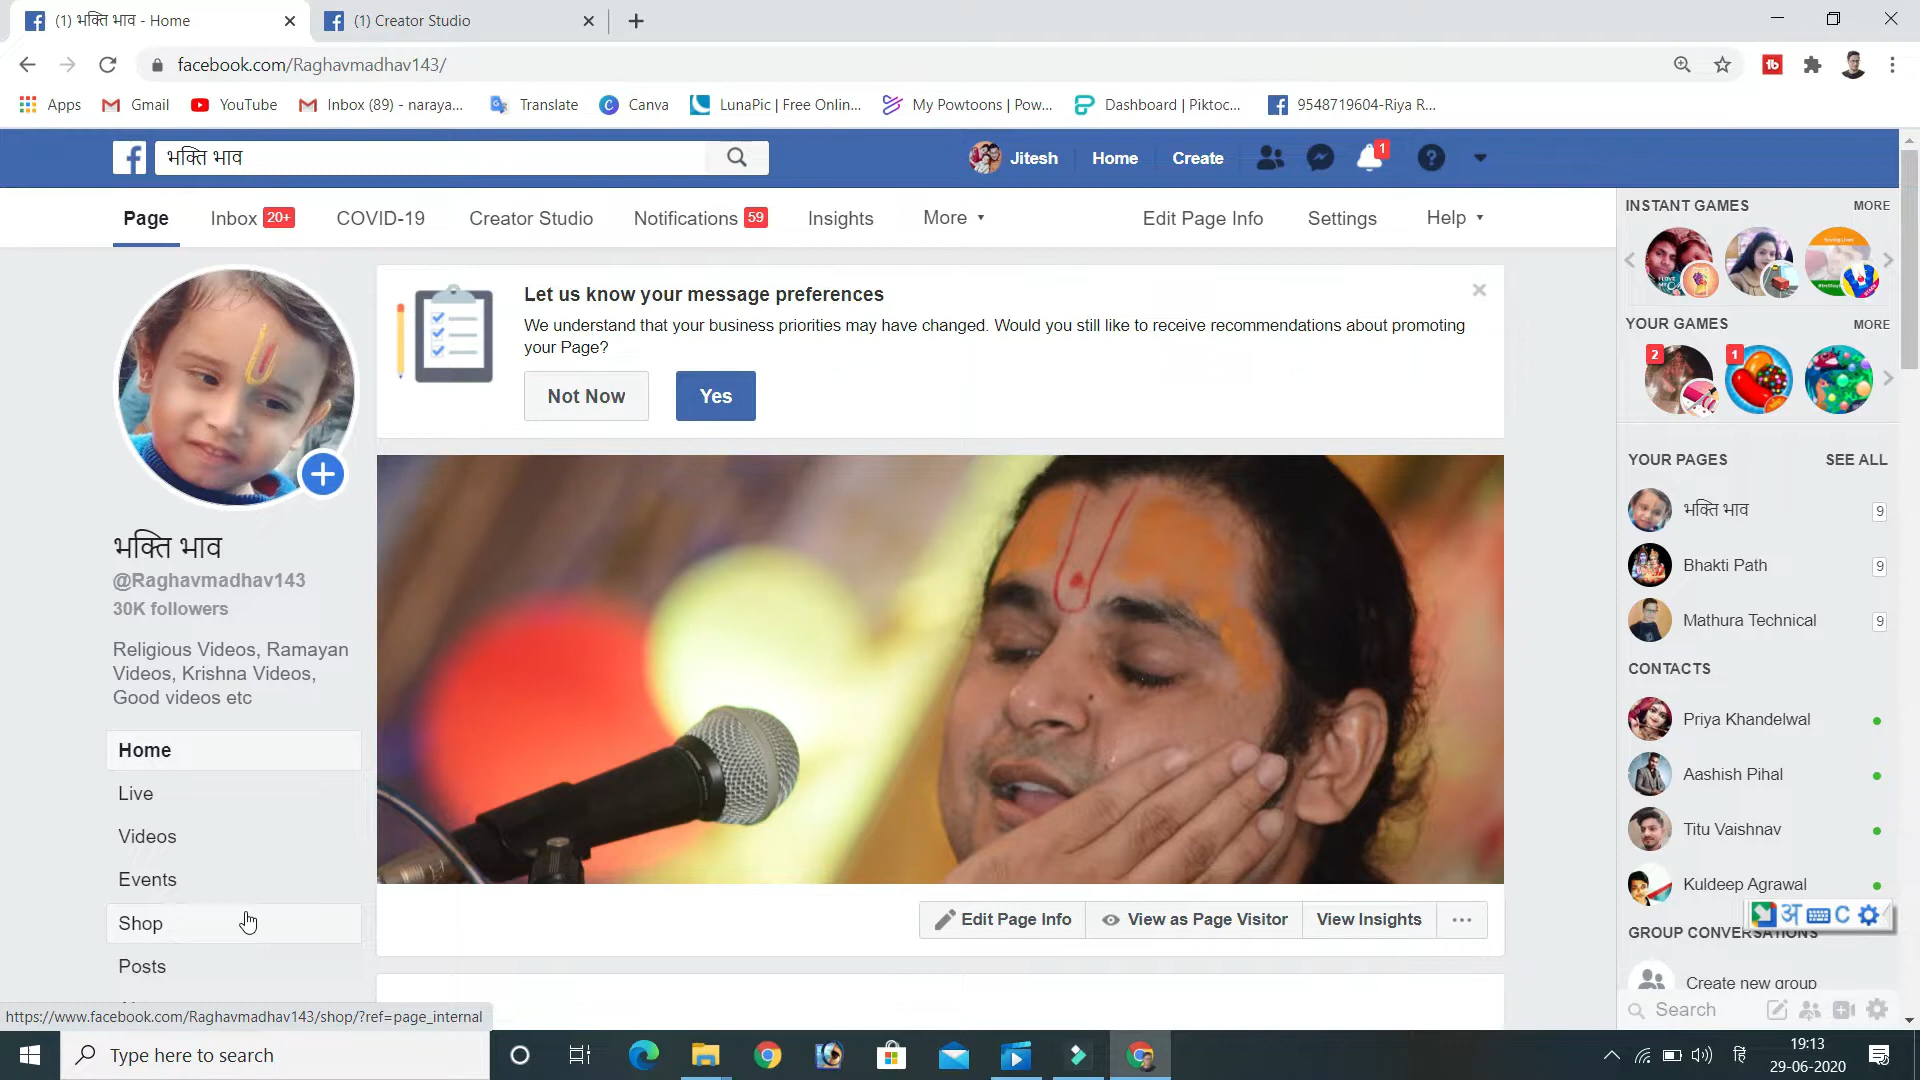 (1) भक्ति भाव - Home
(1) Creator Studio
facebook.com/Raghavmadhav143/
Apps
Gmail
YouTube
Inbox (89) - naraya...
Translate
Canva
LunaPic | Free Onlin...
My Powtoons | Pow...
Dashboard | Piktoc...
9548719604-Riya R...
भक्ति भाव
Jitesh
Home
Create
1
Page
Inbox 20+
COVID-19
Creator Studio
Notifications 59
Insights
More
Edit Page Info
Settings
Help
Let us know your message preferences
We understand that your business priorities may have changed. Would you still like to receive recommendations about promoting
your Page?
Not Now
Yes
भक्ति भाव
@Raghavmadhav143
30K followers
Religious Videos, Ramayan
Videos, Krishna Videos,
Good videos etc
Home
Live
Videos
Events
Shop
Posts
Edit Page Info
View as Page Visitor
View Insights
INSTANT GAMES
MORE
YOUR GAMES
MORE
2
1
YOUR PAGES
SEE ALL
भक्ति भाव
9
Bhakti Path
9
Mathura Technical
9
CONTACTS
Priya Khandelwal
Aashish Pihal
Titu Vaishnav
Kuldeep Agrawal
अ
C
GROUP CONVERSATIONS
Create new group
Search
https://www.facebook.com/Raghavmadhav143/shop/?ref=page_internal
Type here to search
हि
19:13
29-06-2020